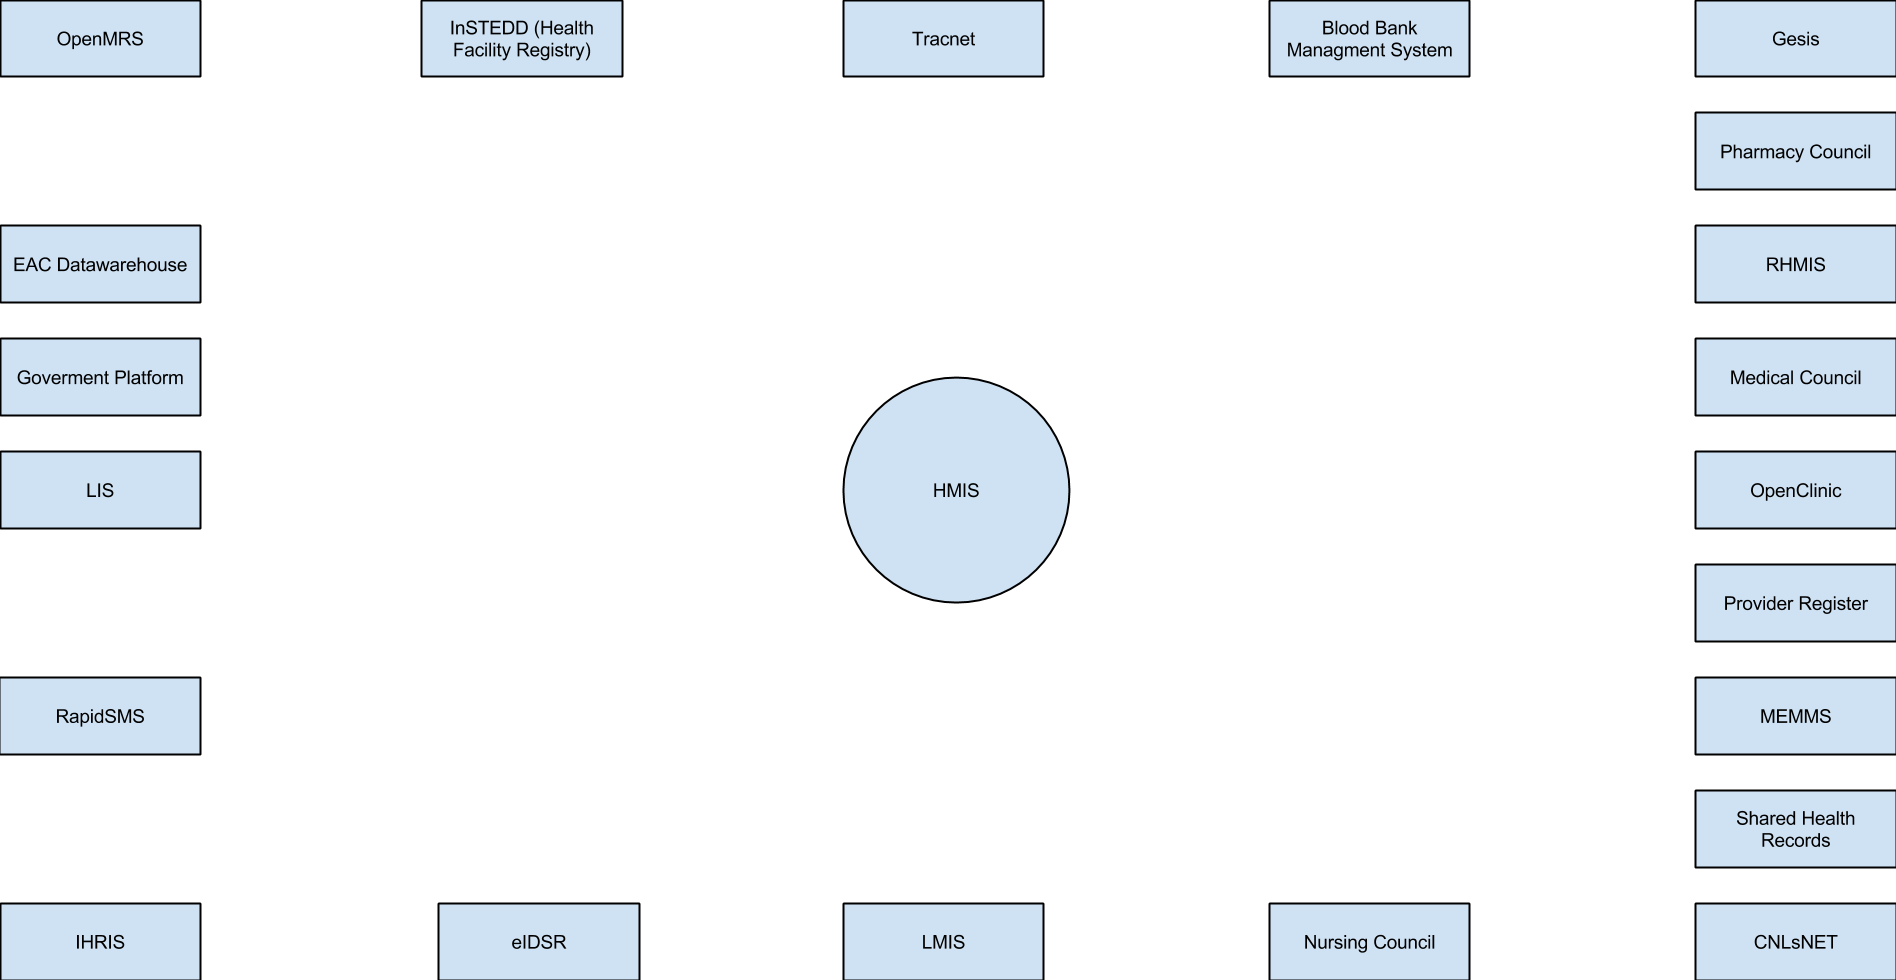 OpenMRS
InSTEDD (Health
Facility Registry)
Tracnet
Blood Bank
Managment System
Gesis
Pharmacy Council
EAC Datawarehouse
RHMIS
Goverment Platform
Medical Council
LIS
HMIS
OpenClinic
Provider Register
RapidSMS
MEMMS
Shared Health
Records
IHRIS
eIDSR
LMIS
Nursing Council
CNLsNET